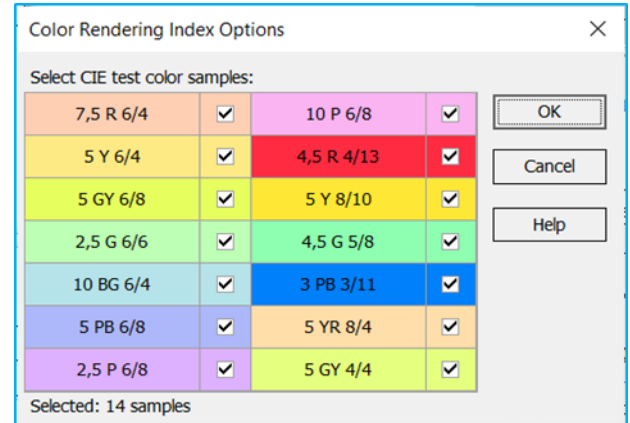 Color Rendering Index Options
Select CIE test color samples:
7,5 R 6/4 10 P 6/8
5 Y 6/4 4,5 R 4/13
5 GY 6/8 5 Y 8/10
2,5 G 6/6 4,5 G 5/8
10 BG 6/4 3 PB 3/11
5 PB 6/8 5 YR 8/4
2,5 P 6/8 5 GY 4/4
OK
Cancel
Help
Selected: 14 samples